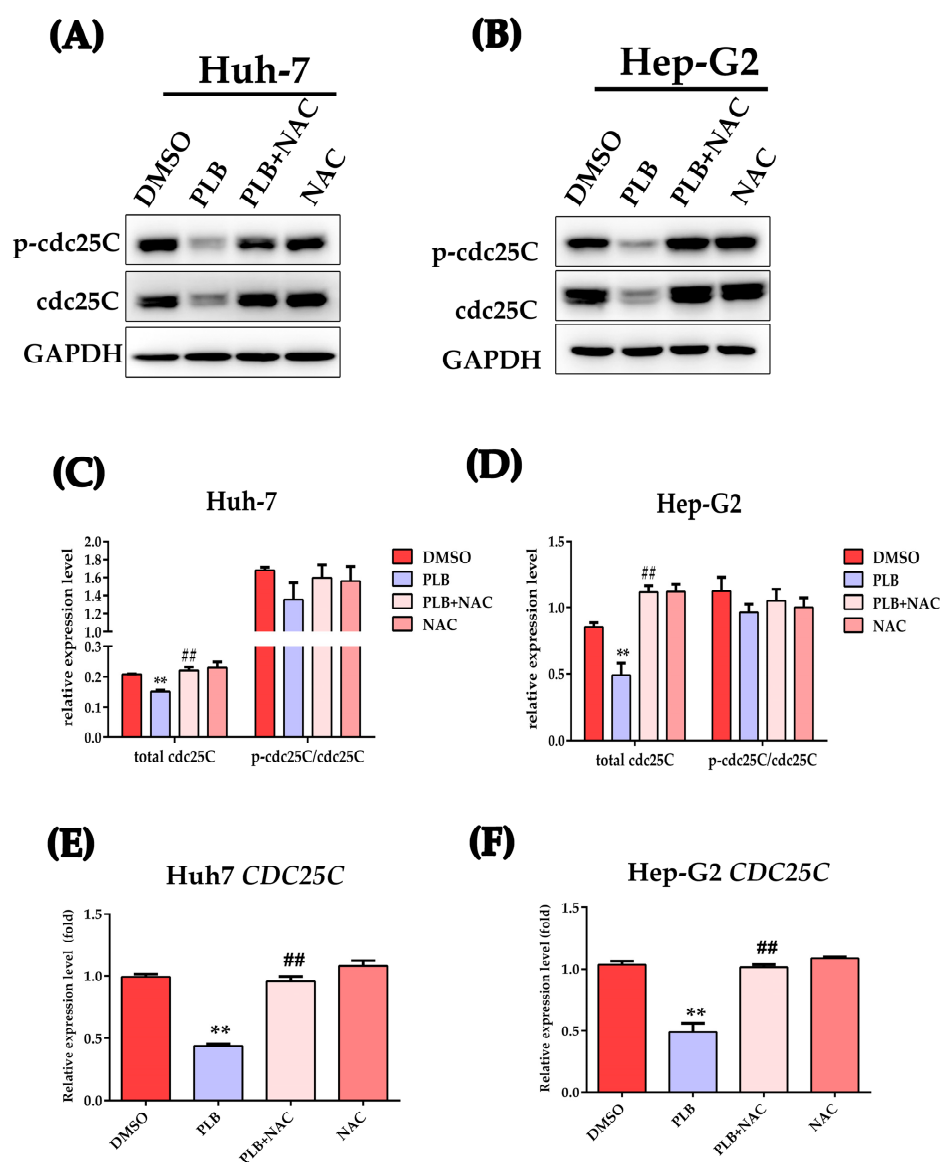 (A)
Huh-7
DMSO
PLB
PLB+NAC
NAC
p-cdc25C
cdc25C
GAPDH
(B)
Hep-G2
DMSO
PLB
PLB+NAC
NAC
p-cdc25C
cdc25C
GAPDH
(C)
Huh-7
relative expression level
2.0
1.8
1.6
1.4
1.2
1.0
0.3
0.2
0.1
0.0
**
##
total cdc25C
p-cdc25C/cdc25C
DMSO
PLB
PLB+NAC
NAC
(D)
Hep-G2
relative expression level
1.5
1.0
0.5
0.0
**
##
total cdc25C
p-cdc25C/cdc25C
DMSO
PLB
PLB+NAC
NAC
(E)
Huh7 CDC25C
Relative expression level (fold)
1.5
1.0
0.5
0.0
**
##
DMSO
PLB
PLB+NAC
NAC
(F)
Hep-G2 CDC25C
Relative expression level (fold)
1.5
1.0
0.5
0.0
**
##
DMSO
PLB
PLB+NAC
NAC